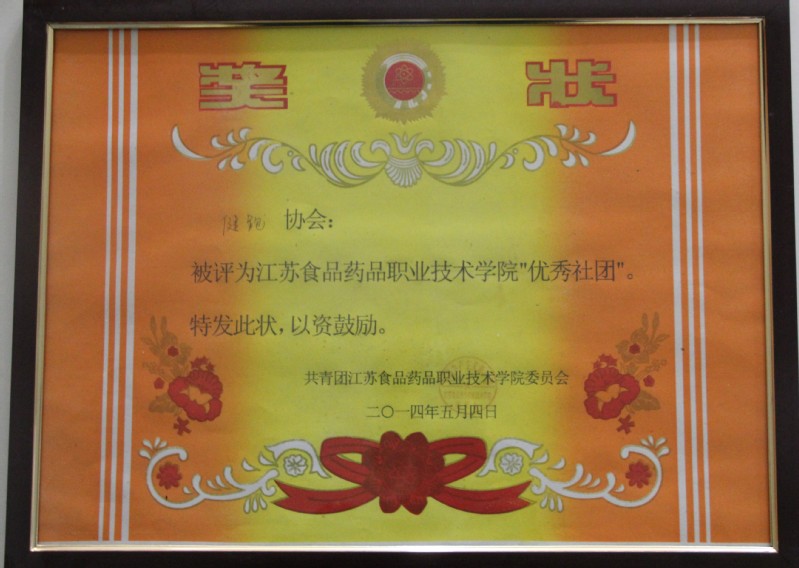 奖状
健锐 协会：
被评为江苏食品药品职业技术学院"优秀社团"。
特发此状，以资鼓励。
共青团江苏食品药品职业技术学院委员会
二〇一四年五月四日